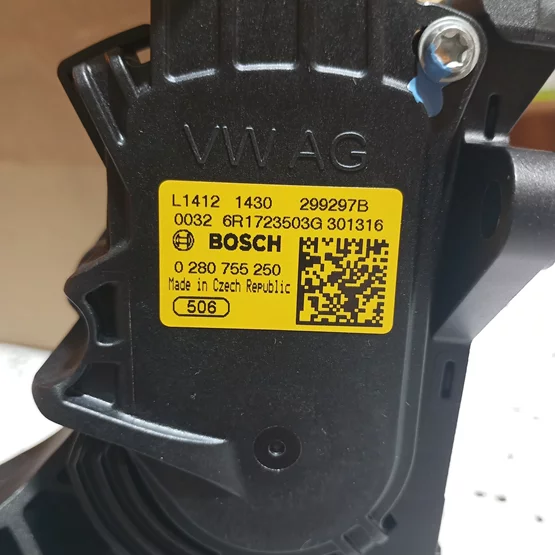 VW AG
L1412 1430 299297B
0032 6R1723503G 301316
BOSCH
0 280 755 250
Made in Czech Republic
506